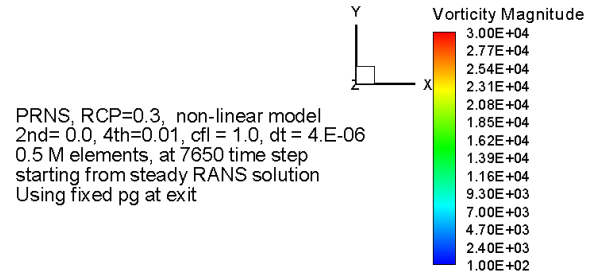 Y
Z
X
Vorticity Magnitude
3.00E+04
2.77E+04
2.54E+04
2.31E+04
2.08E+04
1.85E+04
1.62E+04
1.39E+04
1.16E+04
9.30E+03
7.00E+03
4.70E+03
2.40E+03
1.00E+02
PRNS, RCP=0.3, non-linear model
2nd= 0.0, 4th=0.01, cfl = 1.0, dt = 4.E-06
0.5 M elements, at 7650 time step
starting from steady RANS solution
Using fixed pg at exit